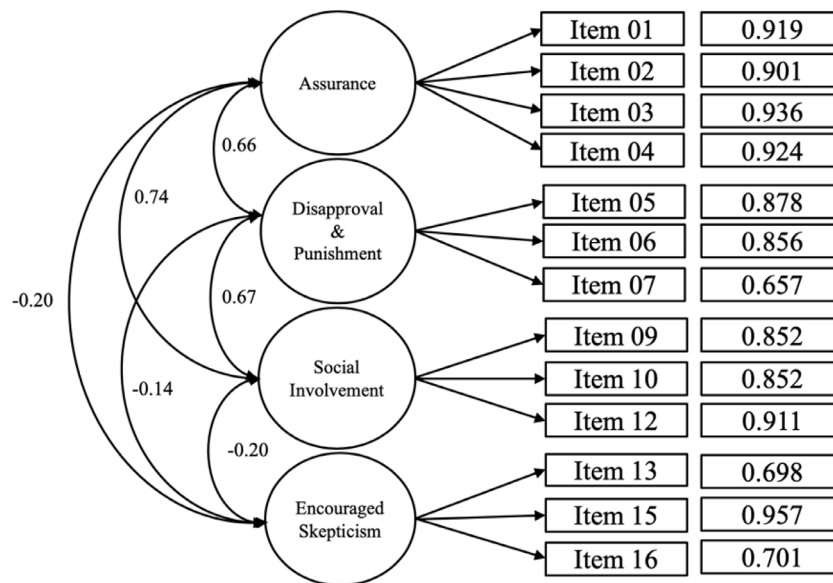 Assurance
Item 01 0.919
Item 02 0.901
Item 03 0.936
Item 04 0.924
0.66
0.74
Disapproval
&
Punishment
Item 05 0.878
Item 06 0.856
Item 07 0.657
-0.20
0.67
Social
Involvement
Item 09 0.852
Item 10 0.852
Item 12 0.911
-0.14
-0.20
Encouraged
Skepticism
Item 13 0.698
Item 15 0.957
Item 16 0.701